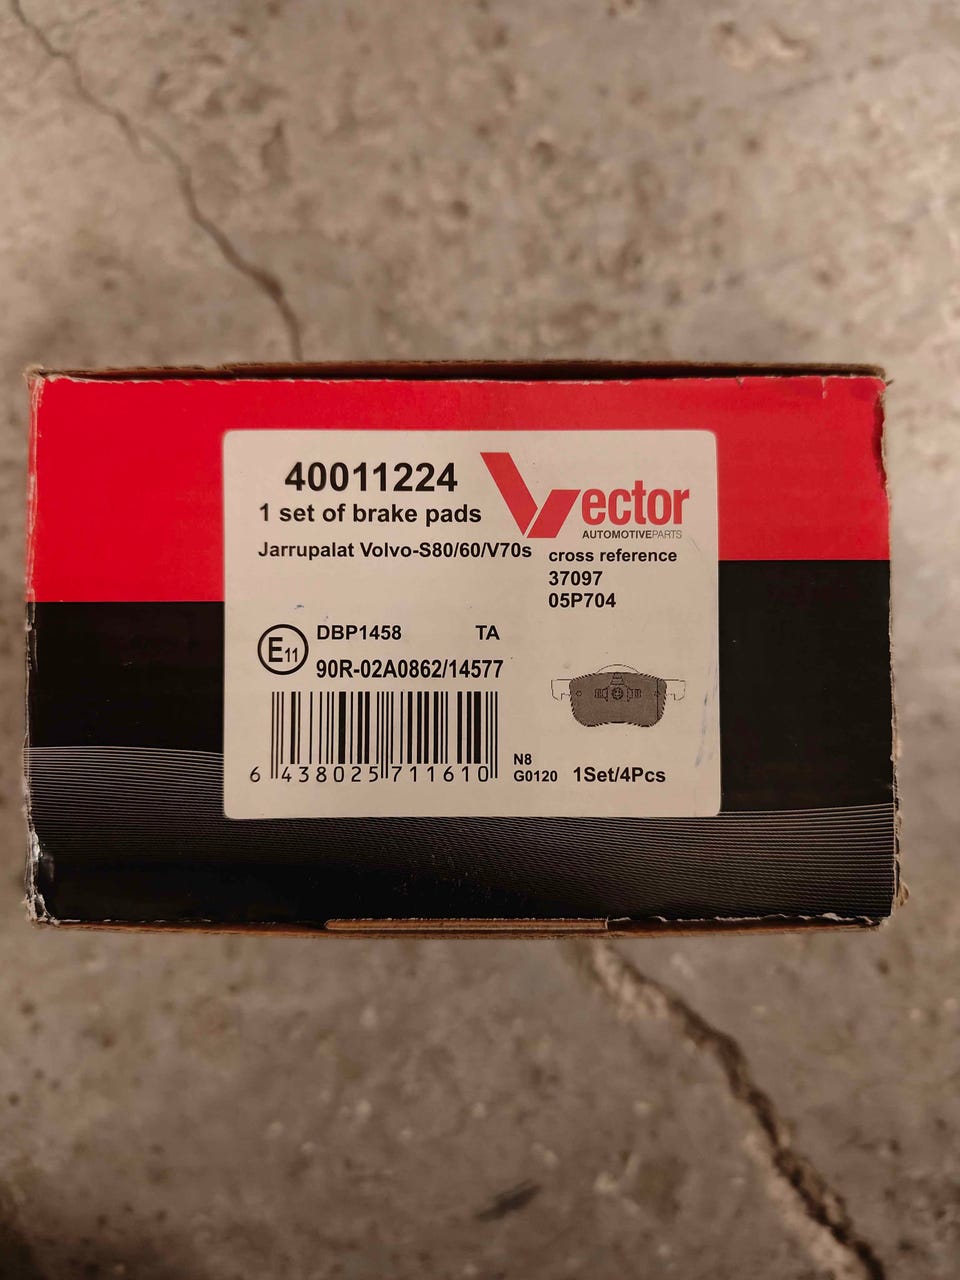 40011224
1 set of brake pads
Jarrupalat Volvo-S80/60/V70s
Vector
AUTOMOTIVEPARTS
cross reference
37097
05P704
E11
DBP1458 TA
90R-02A0862/14577
6 438025 711610
N8
G0120 1Set/4Pcs